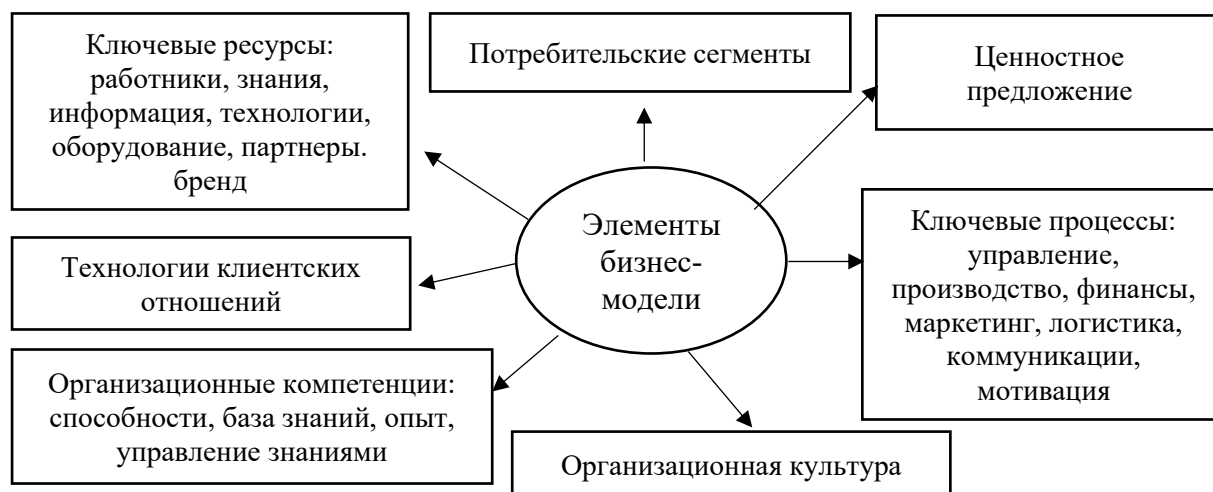 Ключевые ресурсы:
работники, знания,
информация, технологии,
оборудование, партнеры.
бренд
Потребительские сегменты
Ценностное
предложение
Элементы
бизнес-
модели
Технологии клиентских
отношений
Ключевые процессы:
управление,
производство, финансы,
маркетинг, логистика,
коммуникации,
мотивация
Организационные компетенции:
способности, база знаний, опыт,
управление знаниями
Организационная культура